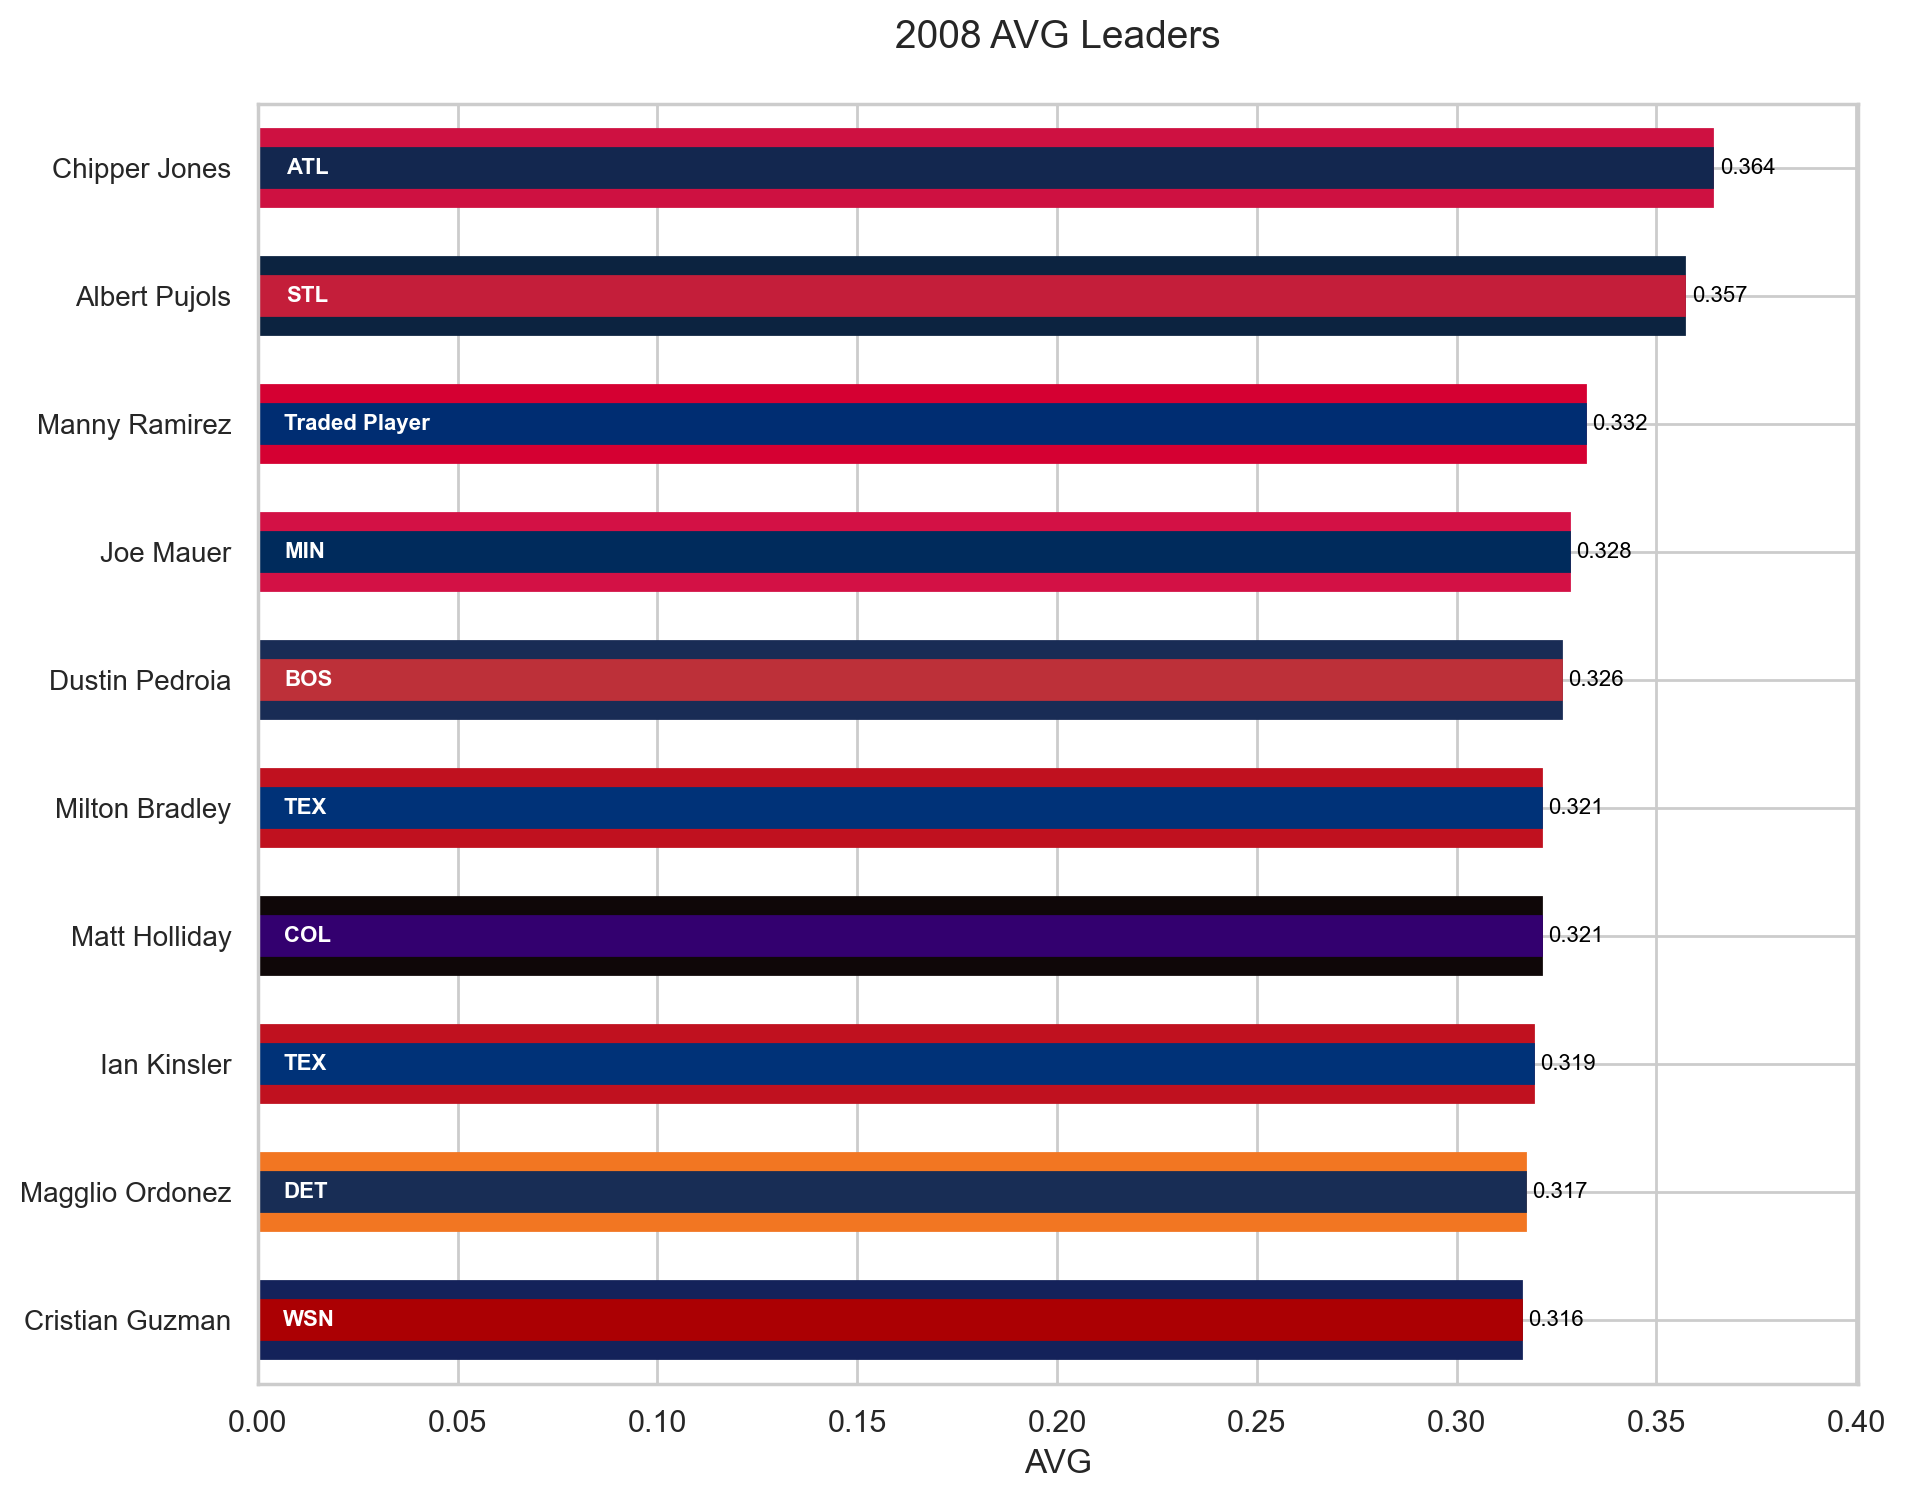 2008 AVG Leaders
Chipper Jones ATL 0.364
Albert Pujols STL 0.357
Manny Ramirez Traded Player 0.332
Joe Mauer MIN 0.328
Dustin Pedroia BOS 0.326
Milton Bradley TEX 0.321
Matt Holliday COL 0.321
Ian Kinsler TEX 0.319
Magglio Ordonez DET 0.317
Cristian Guzman WSN 0.316
0.00 0.05 0.10 0.15 0.20 0.25 0.30 0.35 0.40
AVG